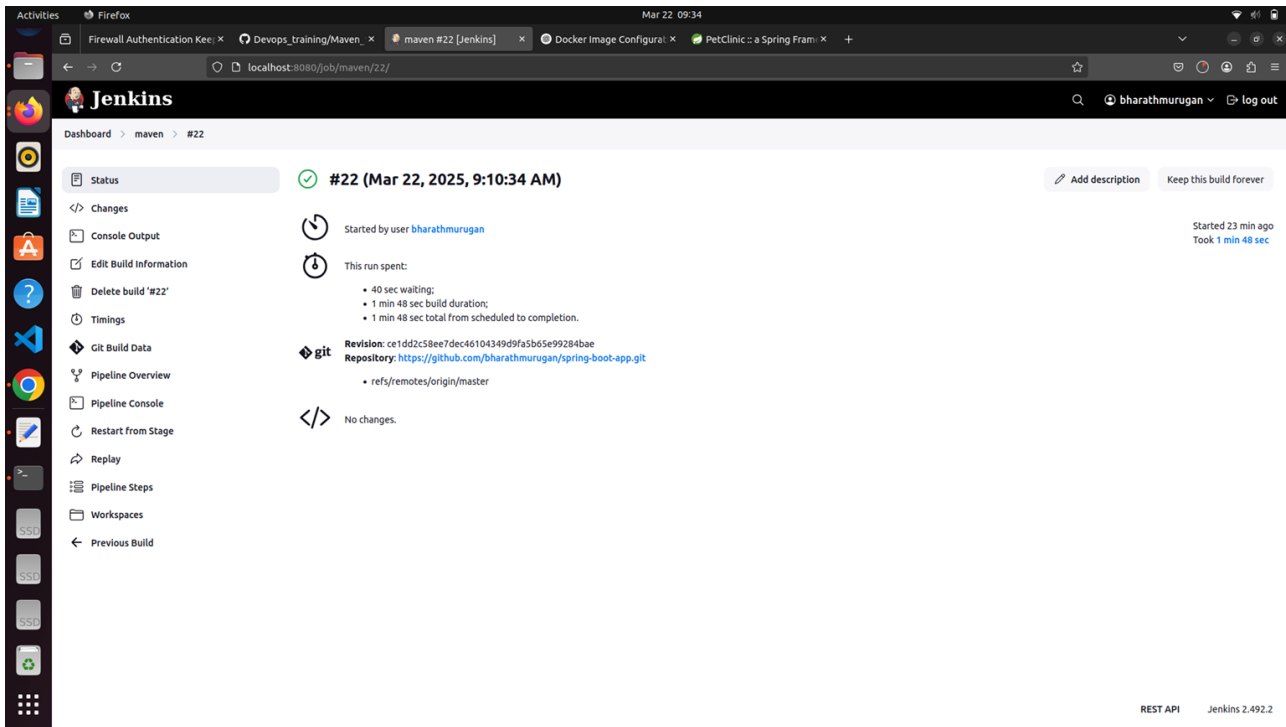 Activities Firefox Mar 22 09:34
Firewall Authentication Kee Devops_training/Maven_ maven #22 [Jenkins] Docker Image Configurat PetClinic :: a Spring Fram
localhost:8080/job/maven/22/
Jenkins bharathmurugan log out
Dashboard > maven > #22
Status
Changes
Console Output
Edit Build Information
Delete build '#22'
Timings
Git Build Data
Pipeline Overview
Pipeline Console
Restart from Stage
Replay
Pipeline Steps
Workspaces
Previous Build
#22 (Mar 22, 2025, 9:10:34 AM)
Add description Keep this build forever
Started by user bharathmurugan
Started 23 min ago
Took 1 min 48 sec
This run spent:
• 40 sec waiting;
• 1 min 48 sec build duration;
• 1 min 48 sec total from scheduled to completion.
git
Revision: ce1dd2c58ee7dec46104349d9fa5b65e99284bae
Repository: https://github.com/bharathmurugan/spring-boot-app.git
• refs/remotes/origin/master
No changes.
SSD
SSD
SSD
REST API Jenkins 2.492.2